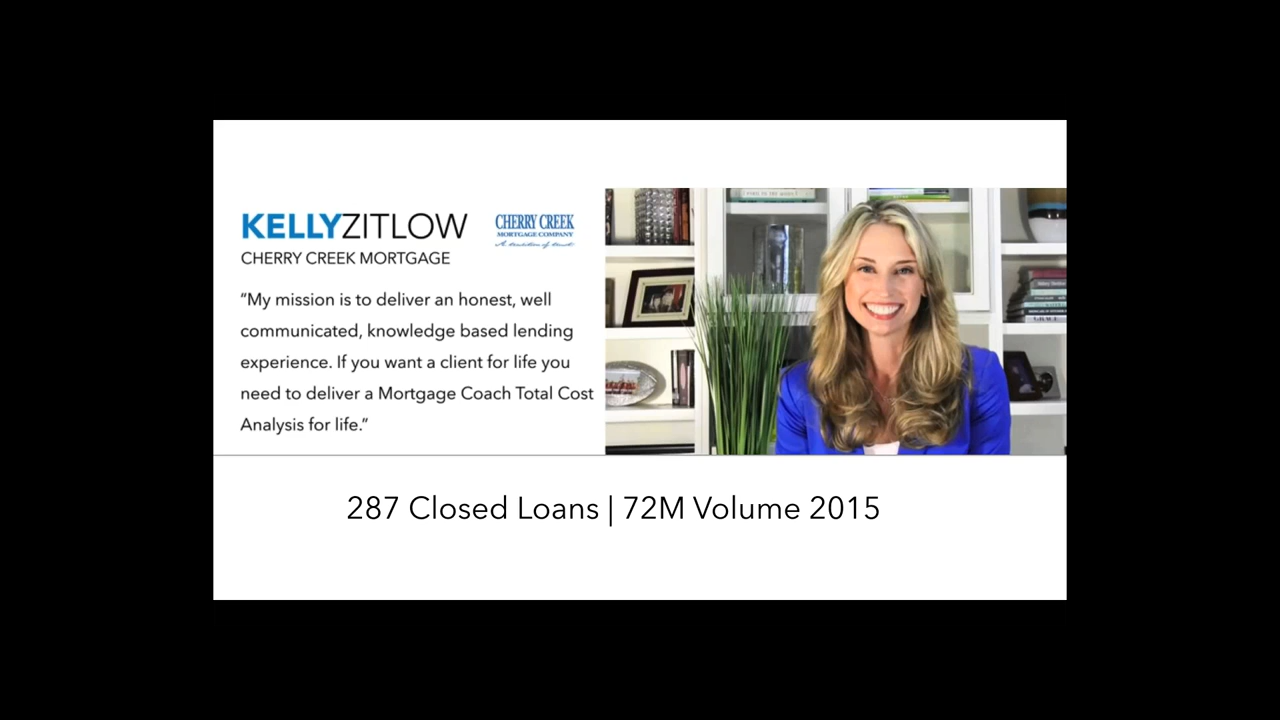 KELLYZITLOW
CHERRY CREEK
MORTGAGE COMPANY
CHERRY CREEK MORTGAGE
“My mission is to deliver an honest, well
communicated, knowledge based lending
experience. If you want a client for life you
need to deliver a Mortgage Coach Total Cost
Analysis for life.”
287 Closed Loans | 72M Volume 2015